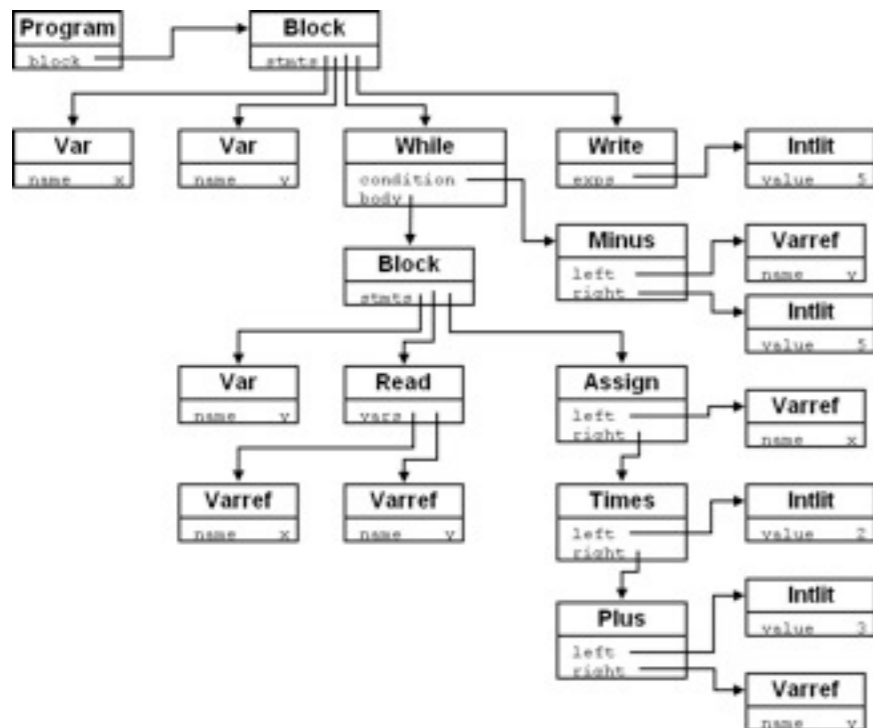 Program
block
Block
stmts
Var
name x
Var
name y
While
condition
body
Write
exps
Intlit
value 5
Minus
left
right
Varref
name y
Intlit
value 5
Block
stmts
Var
name y
Read
vars
Assign
left
right
Varref
name x
Varref
name x
Varref
name y
Times
left
right
Intlit
value 2
Plus
left
right
Intlit
value 3
Varref
name y